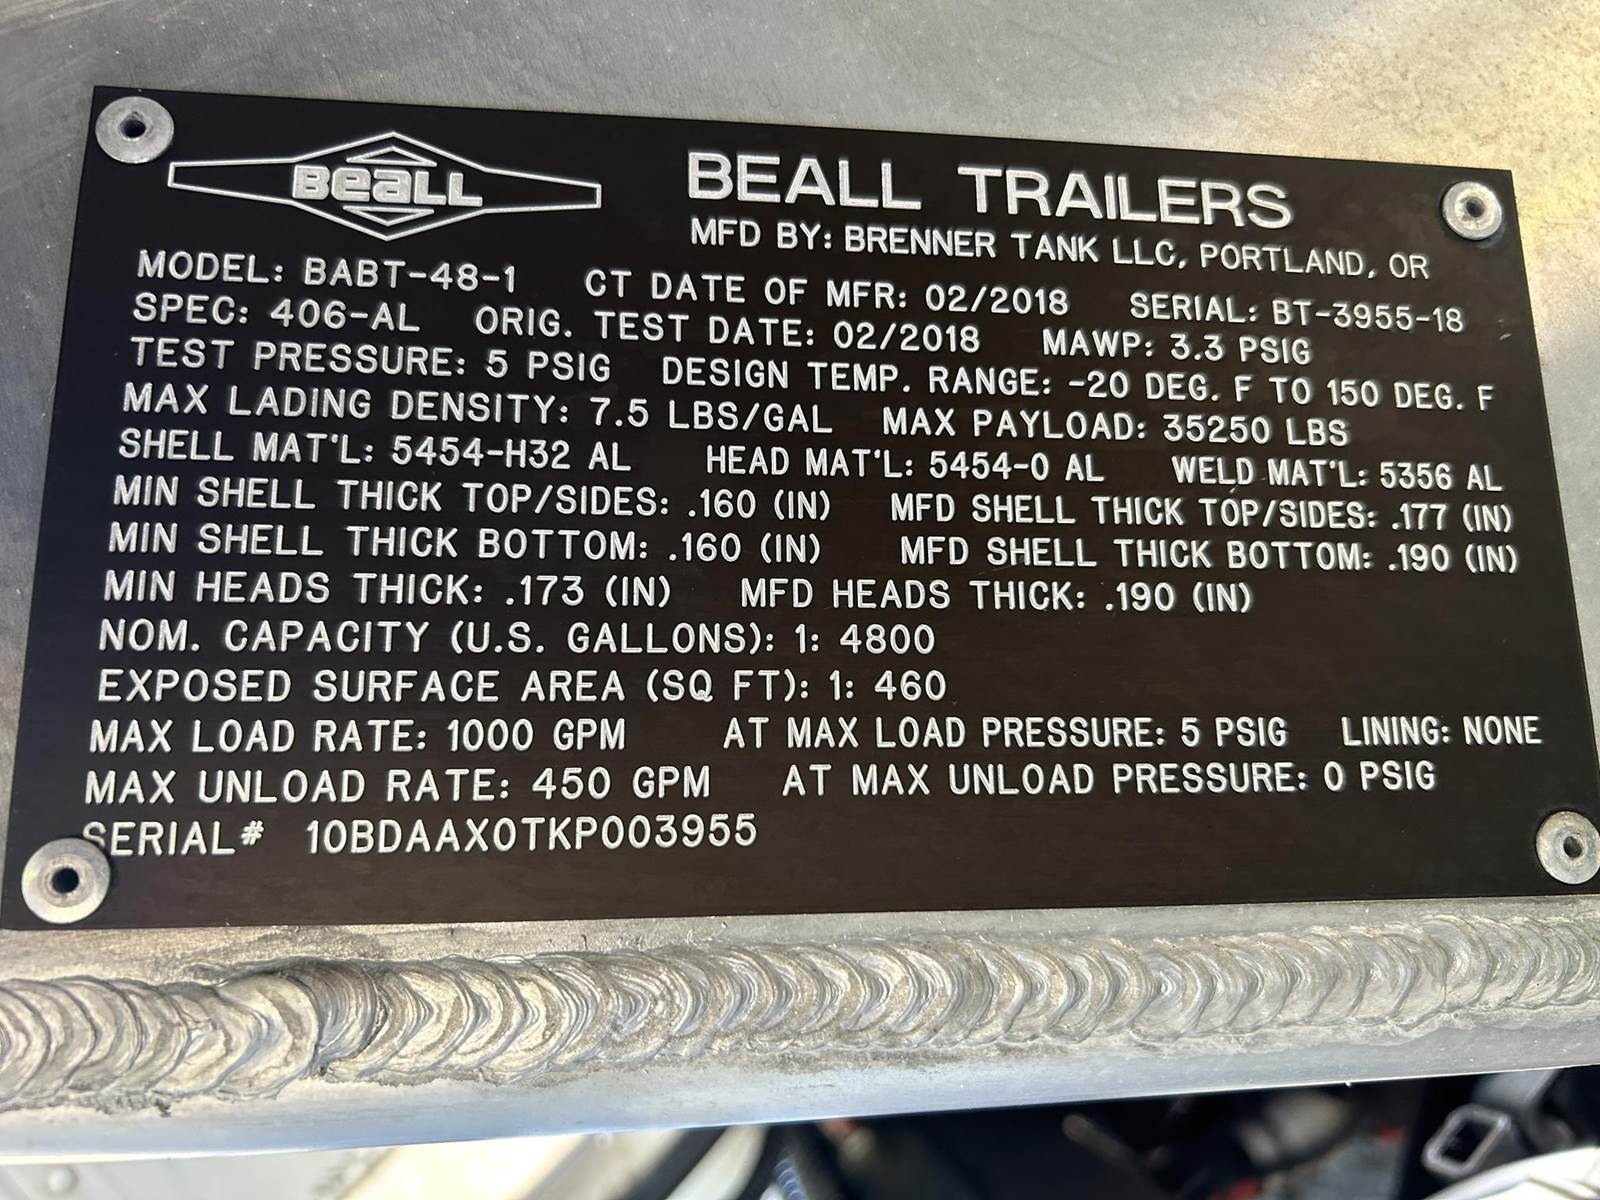 BEALL
BEALL TRAILERS
MFD BY: BRENNER TANK LLC, PORTLAND, OR
MODEL: BABT-48-1 CT DATE OF MFR: 02/2018 SERIAL: BT-3955-18
SPEC: 406-AL ORIG. TEST DATE: 02/2018 MAWP: 3.3 PSIG
TEST PRESSURE: 5 PSIG DESIGN TEMP. RANGE: -20 DEG. F TO 150 DEG. F
MAX LADING DENSITY: 7.5 LBS/GAL MAX PAYLOAD: 35250 LBS
SHELL MAT'L: 5454-H32 AL HEAD MAT'L: 5454-0 AL WELD MAT'L: 5356 AL
MIN SHELL THICK TOP/SIDES: .160 (IN) MFD SHELL THICK TOP/SIDES: .177 (IN)
MIN SHELL THICK BOTTOM: .160 (IN) MFD SHELL THICK BOTTOM: .190 (IN)
MIN HEADS THICK: .173 (IN) MFD HEADS THICK: .190 (IN)
NOM. CAPACITY (U.S. GALLONS): 1: 4800
EXPOSED SURFACE AREA (SQ FT): 1: 460
MAX LOAD RATE: 1000 GPM AT MAX LOAD PRESSURE: 5 PSIG LINING: NONE
MAX UNLOAD RATE: 450 GPM AT MAX UNLOAD PRESSURE: 0 PSIG
SERIAL# 10BDAAX0TKP003955